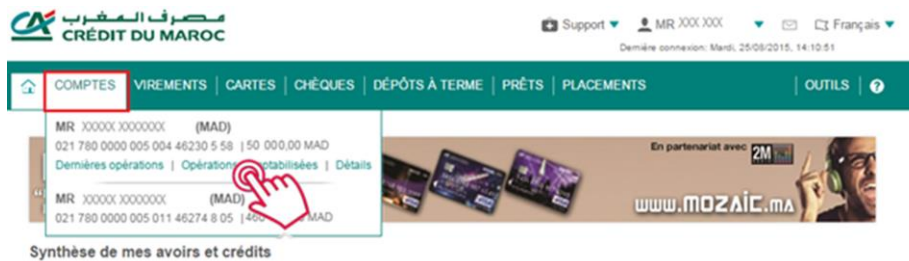 مصرف المغرب
CRÉDIT DU MAROC
Support MR XXX XXX Français
Dernière connexion: Mardi, 25/08/2015, 14:10:51
COMPTES VIREMENTS CARTES CHÈQUES DÉPÔTS À TERME PRÊTS PLACEMENTS OUTILS ?
MR XXXXX XXXXXXX (MAD)
021 780 0000 005 004 46230 5 58 | 50 000,00 MAD
Dernières opérations | Opérations | Détails
MR XXXXX XXXXXXX (MAD)
021 780 0000 005 011 46274 8 05 | MAD
En partenariat avec 2M
www.MOZAIC.MA
Synthèse de mes avoirs et crédits